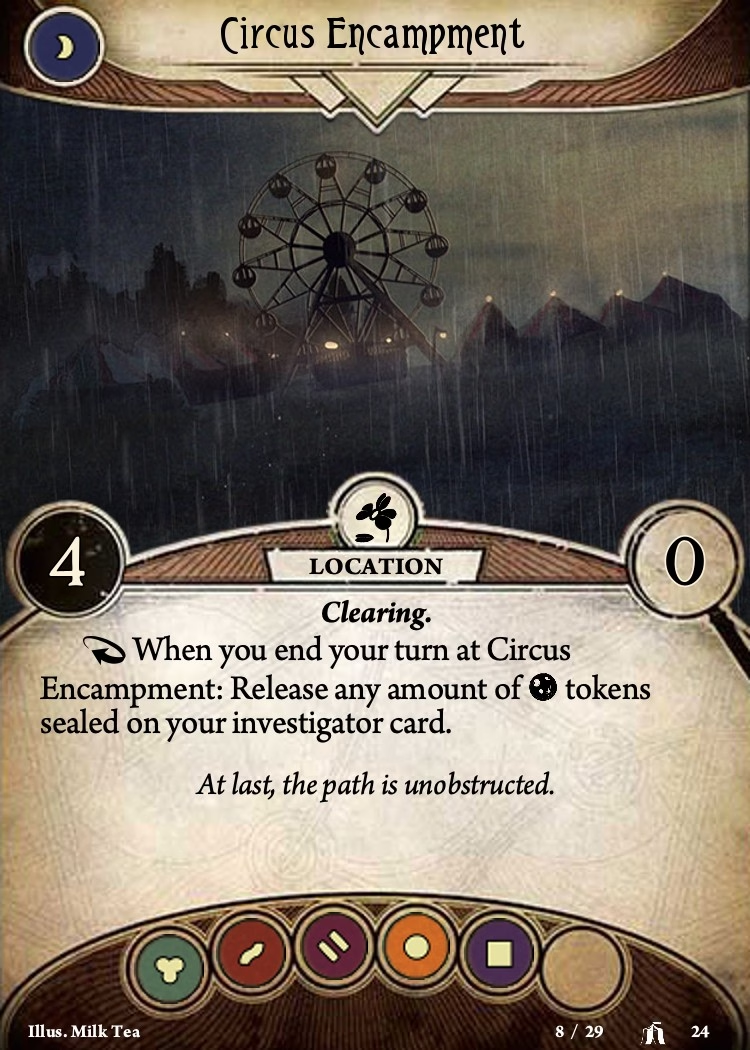 Circus Encampment
4
LOCATION
0
Clearing.
When you end your turn at Circus
Encampment: Release any amount of tokens
sealed on your investigator card.
At last, the path is unobstructed.
Illus. Milk Tea
8 / 29
24